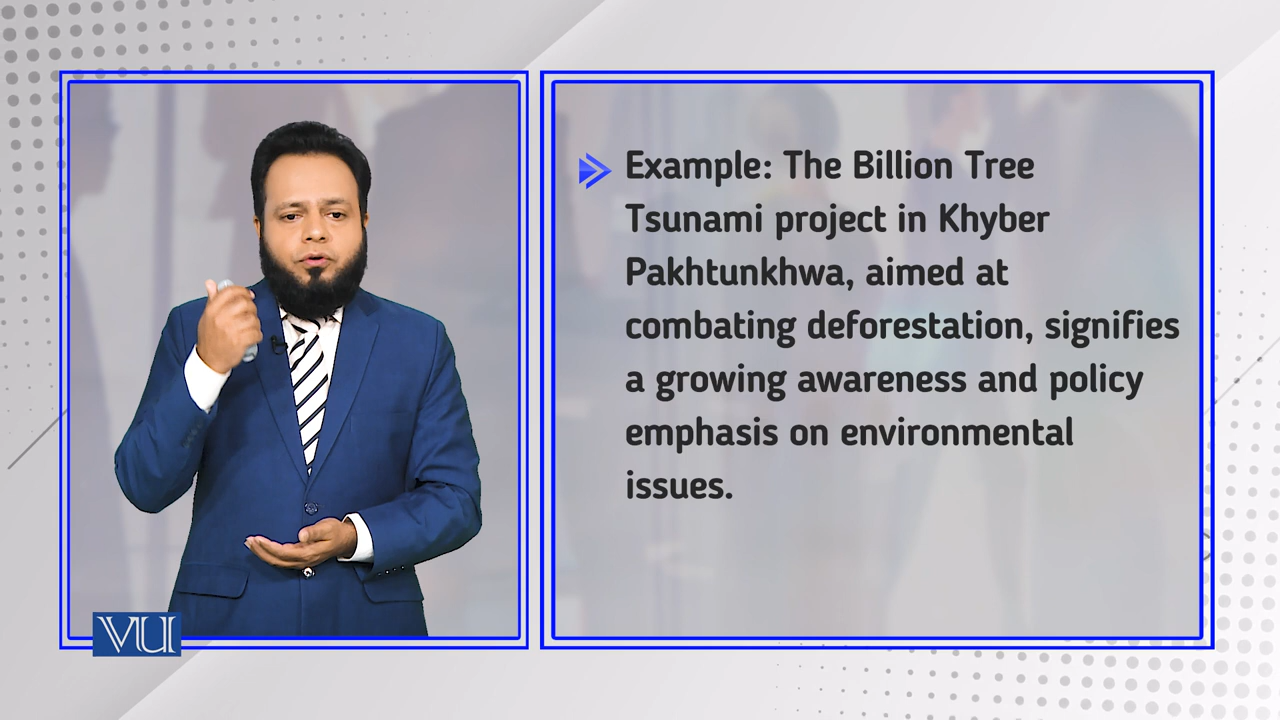 Example: The Billion Tree
Tsunami project in Khyber
Pakhtunkhwa, aimed at
combating deforestation, signifies
a growing awareness and policy
emphasis on environmental
issues.
VU